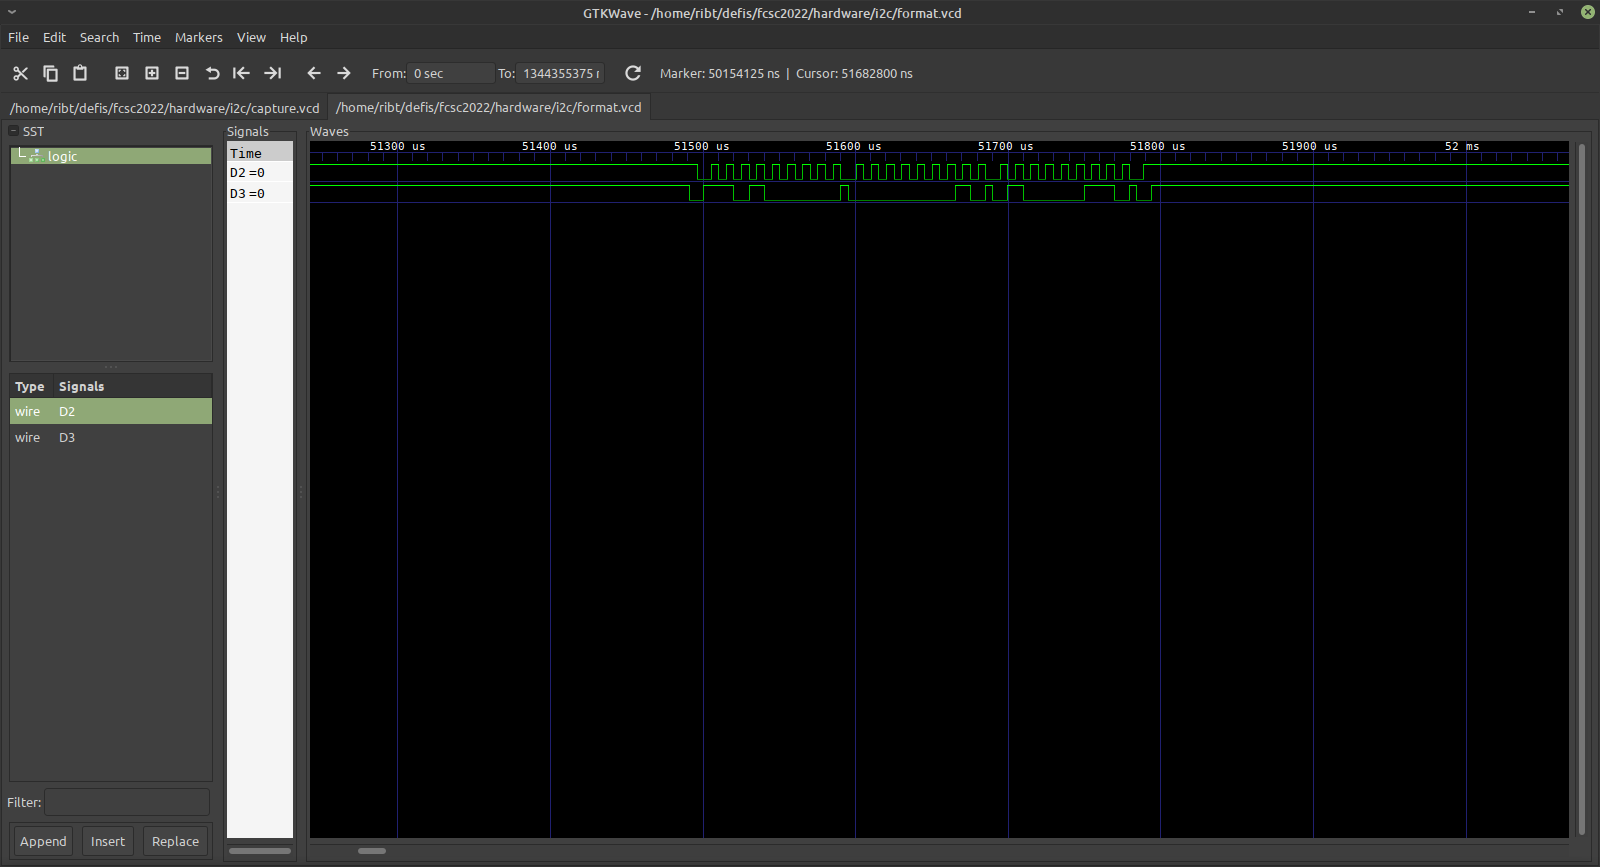 GTKWave - /home/ribt/defis/fcsc2022/hardware/i2c/format.vcd
File Edit Search Time Markers View Help
From: 0 sec To: 1344355375 Marker: 50154125 ns | Cursor: 51682800 ns
/home/ribt/defis/fcsc2022/hardware/i2c/capture.vcd /home/ribt/defis/fcsc2022/hardware/i2c/format.vcd
SST
logic
Type Signals
wire D2
wire D3
Filter:
Append Insert Replace
Signals
Time
D2 =0
D3 =0
Waves
51300 us 51400 us 51500 us 51600 us 51700 us 51800 us 51900 us 52 ms